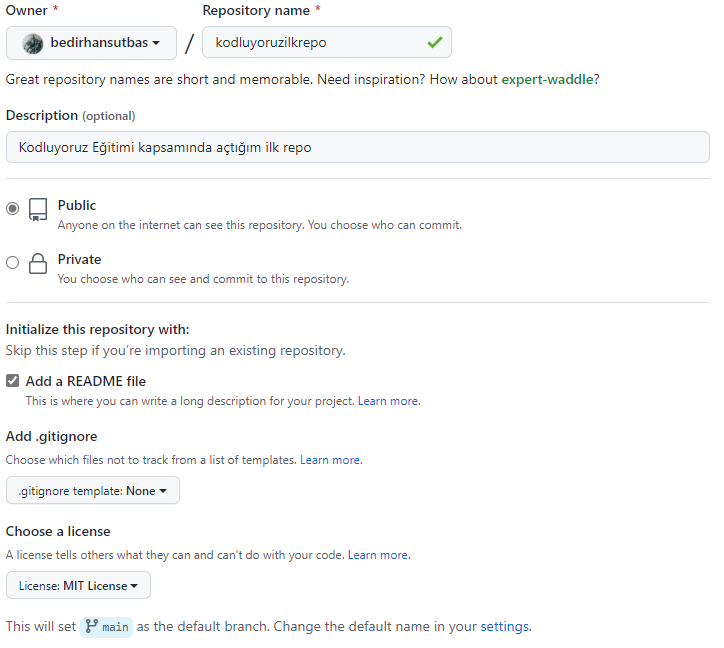 Owner * Repository name *
bedirhansutbas / kodluyoruzilkrepo
Great repository names are short and memorable. Need inspiration? How about expert-waddle?
Description (optional)
Kodluyoruz Eğitimi kapsamında açtığım ilk repo
Public
Anyone on the internet can see this repository. You choose who can commit.
Private
You choose who can see and commit to this repository.
Initialize this repository with:
Skip this step if you're importing an existing repository.
Add a README file
This is where you can write a long description for your project. Learn more.
Add .gitignore
Choose which files not to track from a list of templates. Learn more.
.gitignore template: None
Choose a license
A license tells others what they can and can't do with your code. Learn more.
License: MIT License
This will set main as the default branch. Change the default name in your settings.